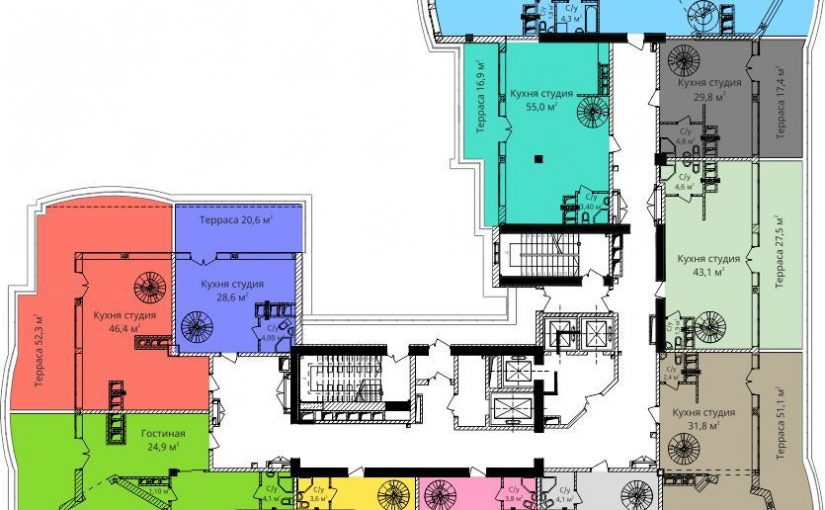 С/у
4,3 м²
Терраса 16,9 м²
Кухня студия
55,0 м²
Кухня студия
29,8 м²
Терраса 17,4 м²
С/у
4,8 м²
С/у
4,6 м²
С/у
3,40 м²
Терраса 20,6 м²
Кухня студия
28,6 м²
С/у
4,00 м²
Кухня студия
46,4 м²
Терраса 52,3 м²
Кухня студия
43,1 м²
Терраса 27,5 м²
С/у
2,4 м²
Кухня студия
31,8 м²
Терраса 51,1 м²
Гостиная
24,9 м²
С/у
4,1 м²
С/у
3,6 м²
С/у
3,8 м²
С/у
4,1 м²